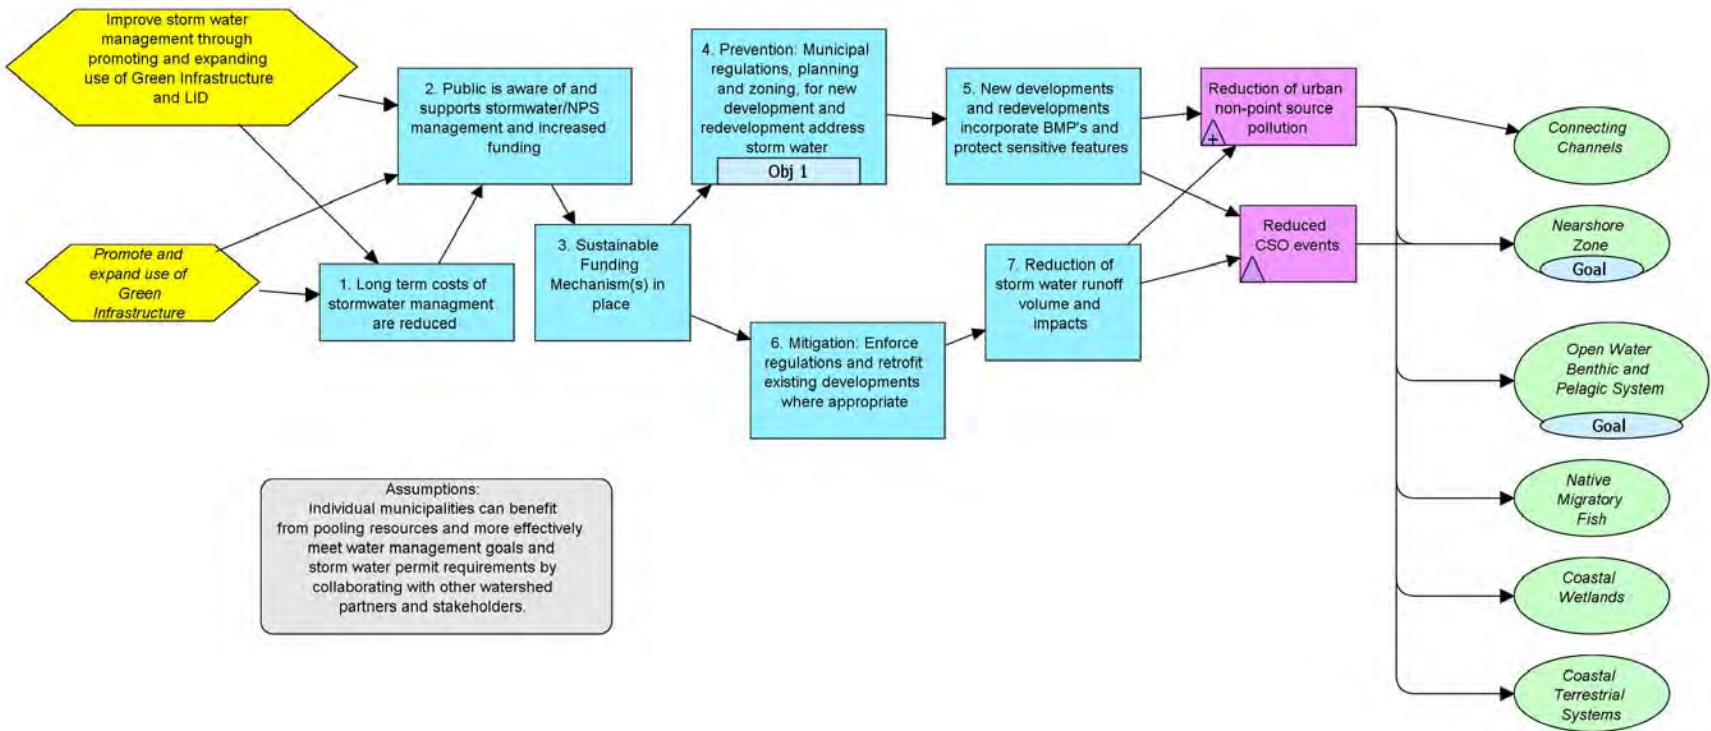 Improve storm water
management through
promoting and expanding
use of Green Infrastructure
and LID
Promote and
expand use of
Green
Infrastructure
2. Public is aware of and
supports stormwater/NPS
management and increased
funding
1. Long term costs of
stormwater managment
are reduced
3. Sustainable
Funding
Mechanism(s) in
place
4. Prevention: Municipal
regulations, planning
and zoning, for new
development and
redevelopment address
storm water
Obj 1
6. Mitigation: Enforce
regulations and retrofit
existing developments
where appropriate
5. New developments
and redevelopments
incorporate BMP's and
protect sensitive features
7. Reduction of
storm water runoff
volume and
impacts
Reduction of urban
non-point source
pollution
+
Reduced
CSO events
Connecting
Channels
Nearshore
Zone
Goal
Open Water
Benthic and
Pelagic System
Goal
Native
Migratory
Fish
Coastal
Wetlands
Coastal
Terrestrial
Systems
Assumptions:
Individual municipalities can benefit
from pooling resources and more effectively
meet water management goals and
storm water permit requirements by
collaborating with other watershed
partners and stakeholders.